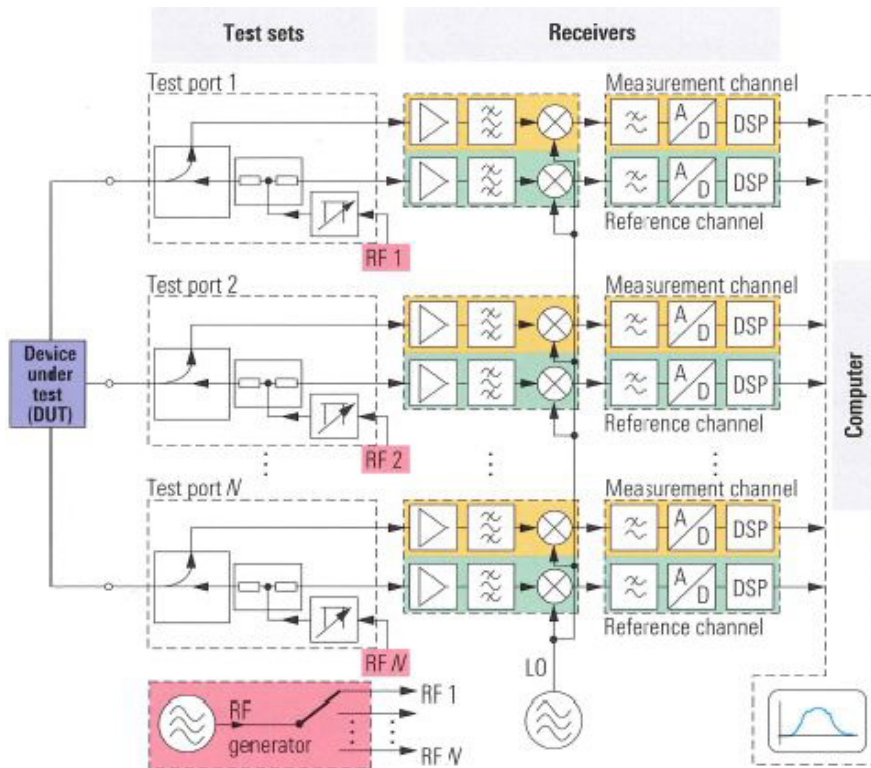 Test sets
Receivers
Test port 1
Measurement channel
A
D
DSP
A
D
DSP
Reference channel
RF 1
Test port 2
Measurement channel
A
D
DSP
Device
under
test
(DUT)
A
D
DSP
Reference channel
RF 2
Computer
Test port N
Measurement channel
A
D
DSP
A
D
DSP
Reference channel
RF N
LO
RF
generator
RF 1
RF N